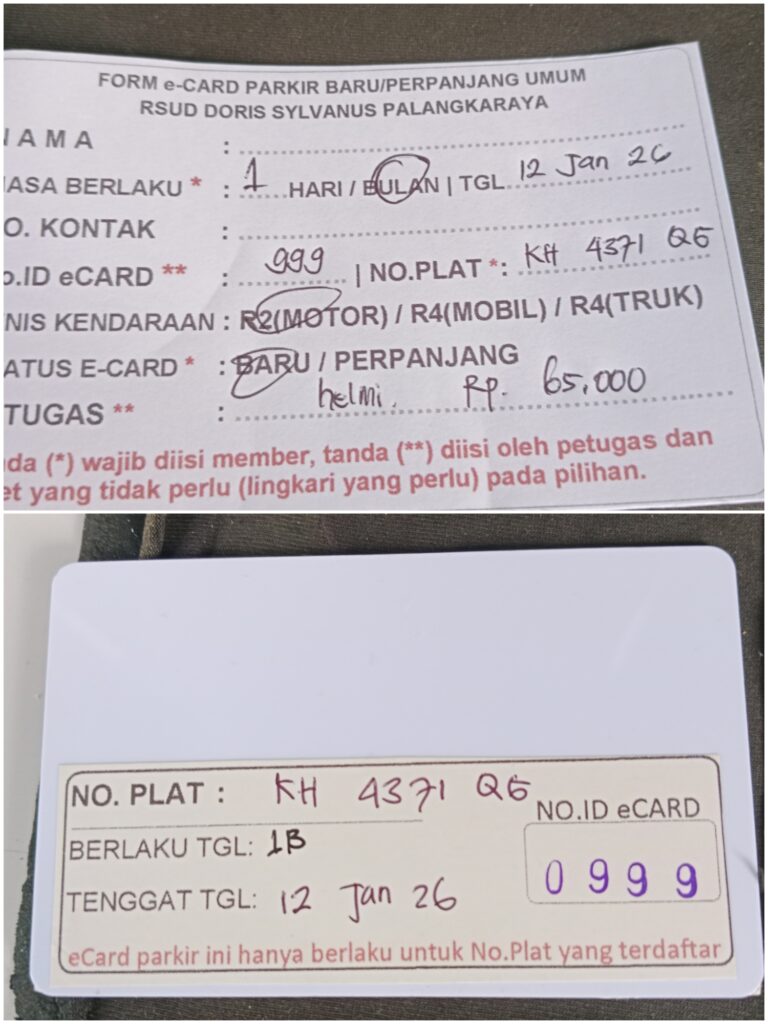 FORM e-CARD PARKIR BARU/PERPANJANG UMUM
RSUD DORIS SYLVANUS PALANGKARAYA
NAMA :
ASA BERLAKU * : 1 HARI / BULAN | TGL 12 Jan 26
O. KONTAK :
o.ID eCARD ** : 999 | NO.PLAT *: KH 4371 QE
NIS KENDARAAN : R2(MOTOR) / R4(MOBIL) / R4(TRUK)
ATUS E-CARD * : BARU / PERPANJANG
TUGAS ** : helmi. Rp. 65.000
da (*) wajib diisi member, tanda (**) diisi oleh petugas dan
et yang tidak perlu (lingkari yang perlu) pada pilihan.
NO. PLAT : KH 4371 QE
NO.ID eCARD
BERLAKU TGL: 1B
0999
TENGGAT TGL: 12 Jan 26
eCard parkir ini hanya berlaku untuk No.Plat yang terdaftar